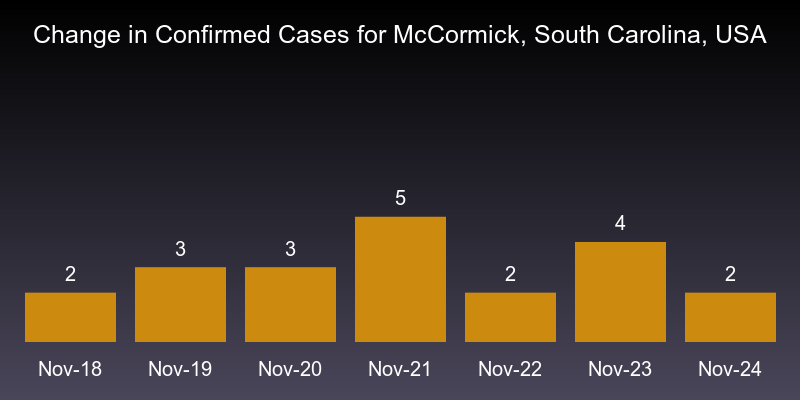 Change in Confirmed Cases for McCormick, South Carolina, USA
5
4
3 3
2 2 2
Nov-18 Nov-19 Nov-20 Nov-21 Nov-22 Nov-23 Nov-24